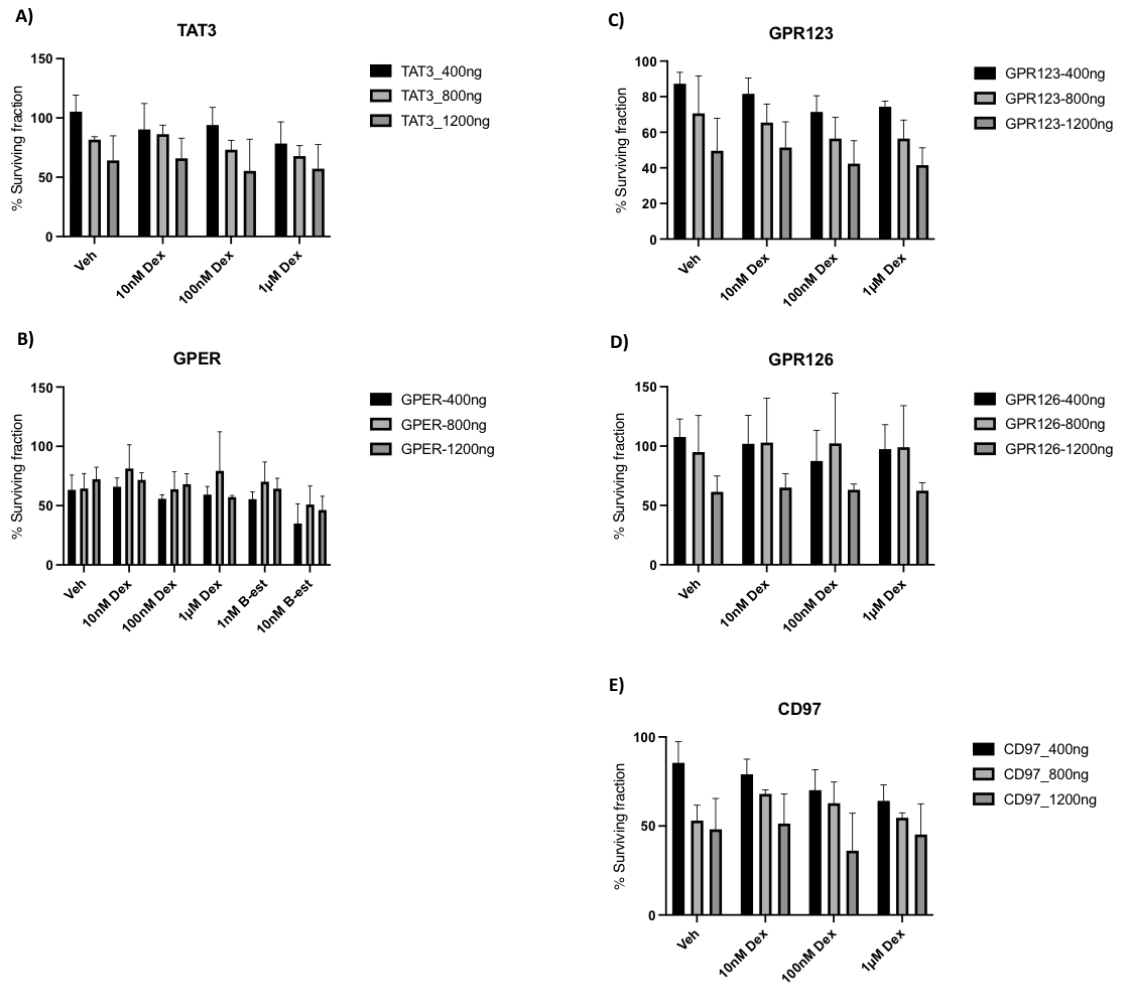 A)
TAT3
150
100
50
0
% Surviving fraction
Veh
10nM Dex
100nM Dex
1µM Dex
TAT3_400ng
TAT3_800ng
TAT3_1200ng
B)
GPER
150
100
50
0
% Surviving fraction
Veh
10nM Dex
100nM Dex
1µM Dex
1nM B-est
10nM B-est
GPER-400ng
GPER-800ng
GPER-1200ng
C)
GPR123
100
80
60
40
20
0
% Surviving fraction
Veh
10nM Dex
100nM Dex
1µM Dex
GPR123-400ng
GPR123-800ng
GPR123-1200ng
D)
GPR126
150
100
50
0
% Surviving fraction
Veh
10nM Dex
100nM Dex
1µM Dex
GPR126-400ng
GPR126-800ng
GPR126-1200ng
E)
CD97
100
50
0
% Surviving fraction
Veh
10nM Dex
100nM Dex
1µM Dex
CD97_400ng
CD97_800ng
CD97_1200ng